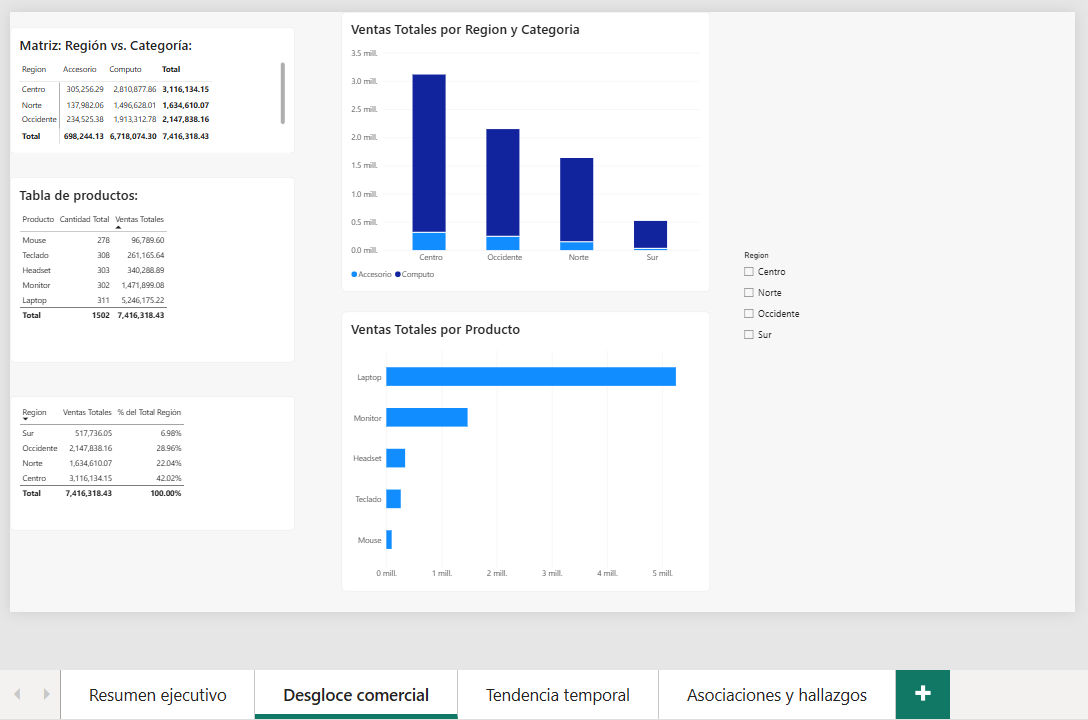 Matriz: Región vs. Categoría:
Region Accesorio Computo Total
Centro 305,256.29 2,810,877.86 3,116,134.15
Norte 137,982.06 1,496,628.01 1,634,610.07
Occidente 234,525.38 1,913,312.78 2,147,838.16
Total 698,244.13 6,718,074.30 7,416,318.43
Tabla de productos:
Producto Cantidad Total Ventas Totales
Mouse 278 96,789.60
Teclado 308 261,165.64
Headset 303 340,288.89
Monitor 302 1,471,899.08
Laptop 311 5,246,175.22
Total 1502 7,416,318.43
Region Ventas Totales % del Total Región
Sur 517,736.05 6.98%
Occidente 2,147,838.16 28.96%
Norte 1,634,610.07 22.04%
Centro 3,116,134.15 42.02%
Total 7,416,318.43 100.00%
Ventas Totales por Region y Categoria
3.5 mill.
3.0 mill.
2.5 mill.
2.0 mill.
1.5 mill.
1.0 mill.
0.5 mill.
0.0 mill.
Centro Occidente Norte Sur
Accesorio Computo
Ventas Totales por Producto
Laptop
Monitor
Headset
Teclado
Mouse
0 mill. 1 mill. 2 mill. 3 mill. 4 mill. 5 mill.
Region
Centro
Norte
Occidente
Sur
Resumen ejecutivo Desgloce comercial Tendencia temporal Asociaciones y hallazgos +